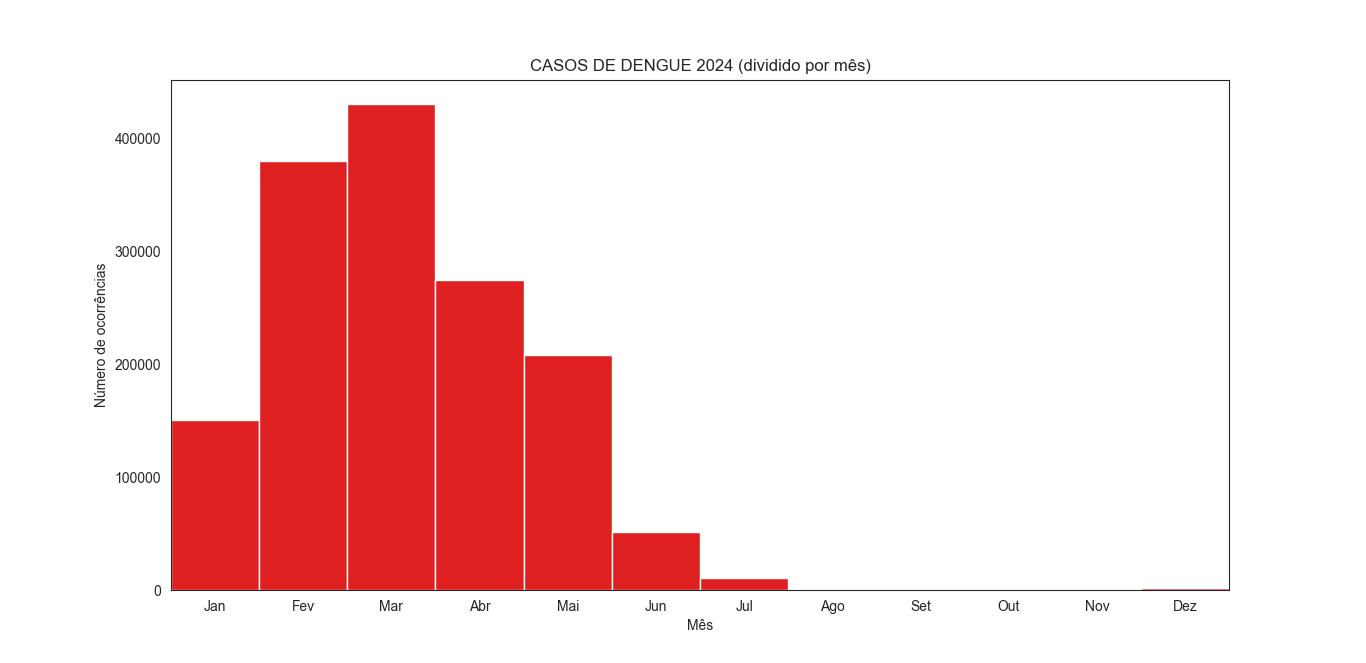 CASOS DE DENGUE 2024 (dividido por mês)
Número de ocorrências
400000
300000
200000
100000
0
Jan Fev Mar Abr Mai Jun Jul Ago Set Out Nov Dez
Mês